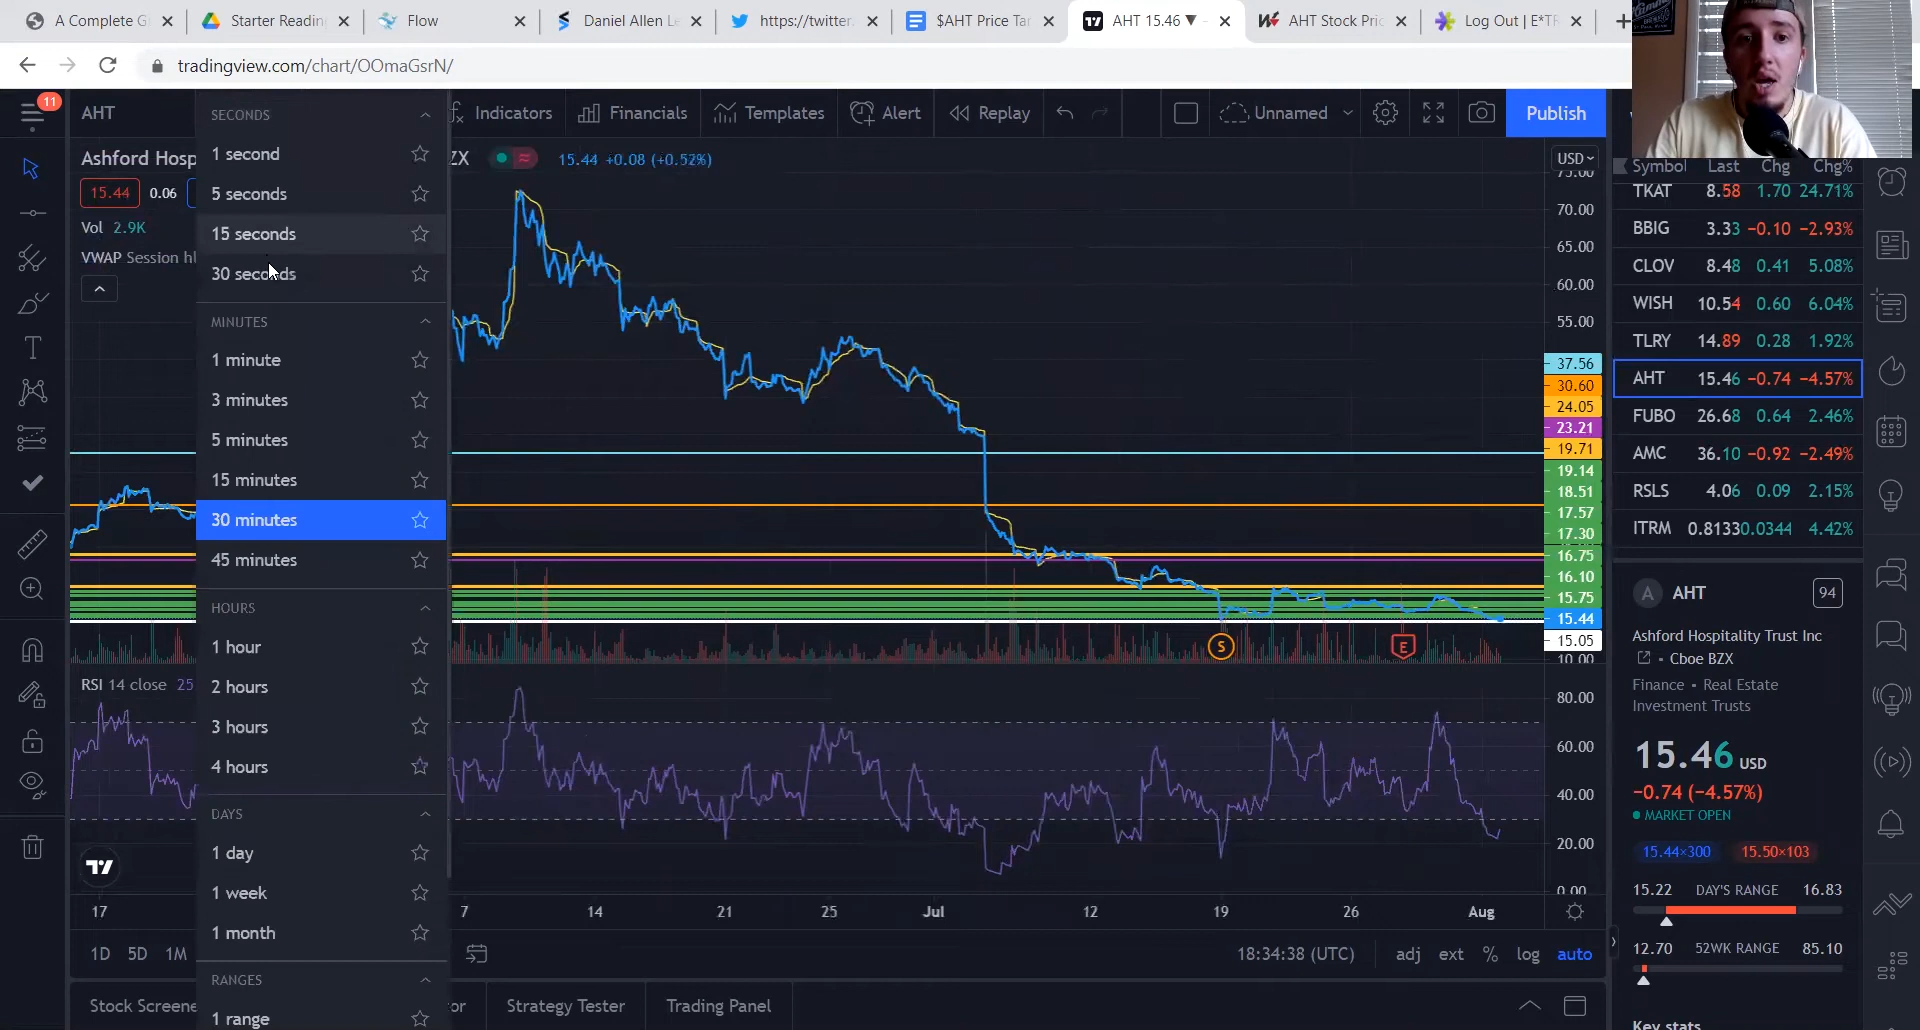 A Complete G
Starter Readin
Flow
Daniel Allen Le
https://twitter.
$AHT Price Tar
AHT 15.46 ▼
AHT Stock Pric
Log Out | E*TR
tradingview.com/chart/OOmaGsrN/
11
AHT
Indicators
Financials
Templates
Alert
Replay
Unnamed
Publish
Ashford Hosp
ZX
15.44 +0.08 (+0.52%)
15.44
0.06
Vol 2.9K
VWAP Session hl
SECONDS
1 second
5 seconds
15 seconds
30 seconds
MINUTES
1 minute
3 minutes
5 minutes
15 minutes
30 minutes
45 minutes
HOURS
1 hour
2 hours
3 hours
4 hours
DAYS
1 day
1 week
1 month
RANGES
1 range
USD
75.00
70.00
65.00
60.00
55.00
37.56
30.60
24.05
23.21
19.71
19.14
18.51
17.57
17.30
16.75
16.10
15.75
15.44
15.05
10.00
S
E
RSI 14 close 25
80.00
60.00
40.00
20.00
0.00
17
7
14
21
25
Jul
12
19
26
Aug
1D 5D 1M
18:34:38 (UTC)
adj ext % log auto
Stock Screene
or
Strategy Tester
Trading Panel
Symbol Last Chg Chg%
TKAT 8.58 1.70 24.71%
BBIG 3.33 −0.10 −2.93%
CLOV 8.48 0.41 5.08%
WISH 10.54 0.60 6.04%
TLRY 14.89 0.28 1.92%
AHT 15.46 −0.74 −4.57%
FUBO 26.68 0.64 2.46%
AMC 36.10 −0.92 −2.49%
RSLS 4.06 0.09 2.15%
ITRM 0.8133 0.0344 4.42%
A AHT 94
Ashford Hospitality Trust Inc
• Cboe BZX
Finance • Real Estate
Investment Trusts
15.46 USD
−0.74 (−4.57%)
MARKET OPEN
15.44×300 15.50×103
15.22 DAY'S RANGE 16.83
12.70 52WK RANGE 85.10
Key stats